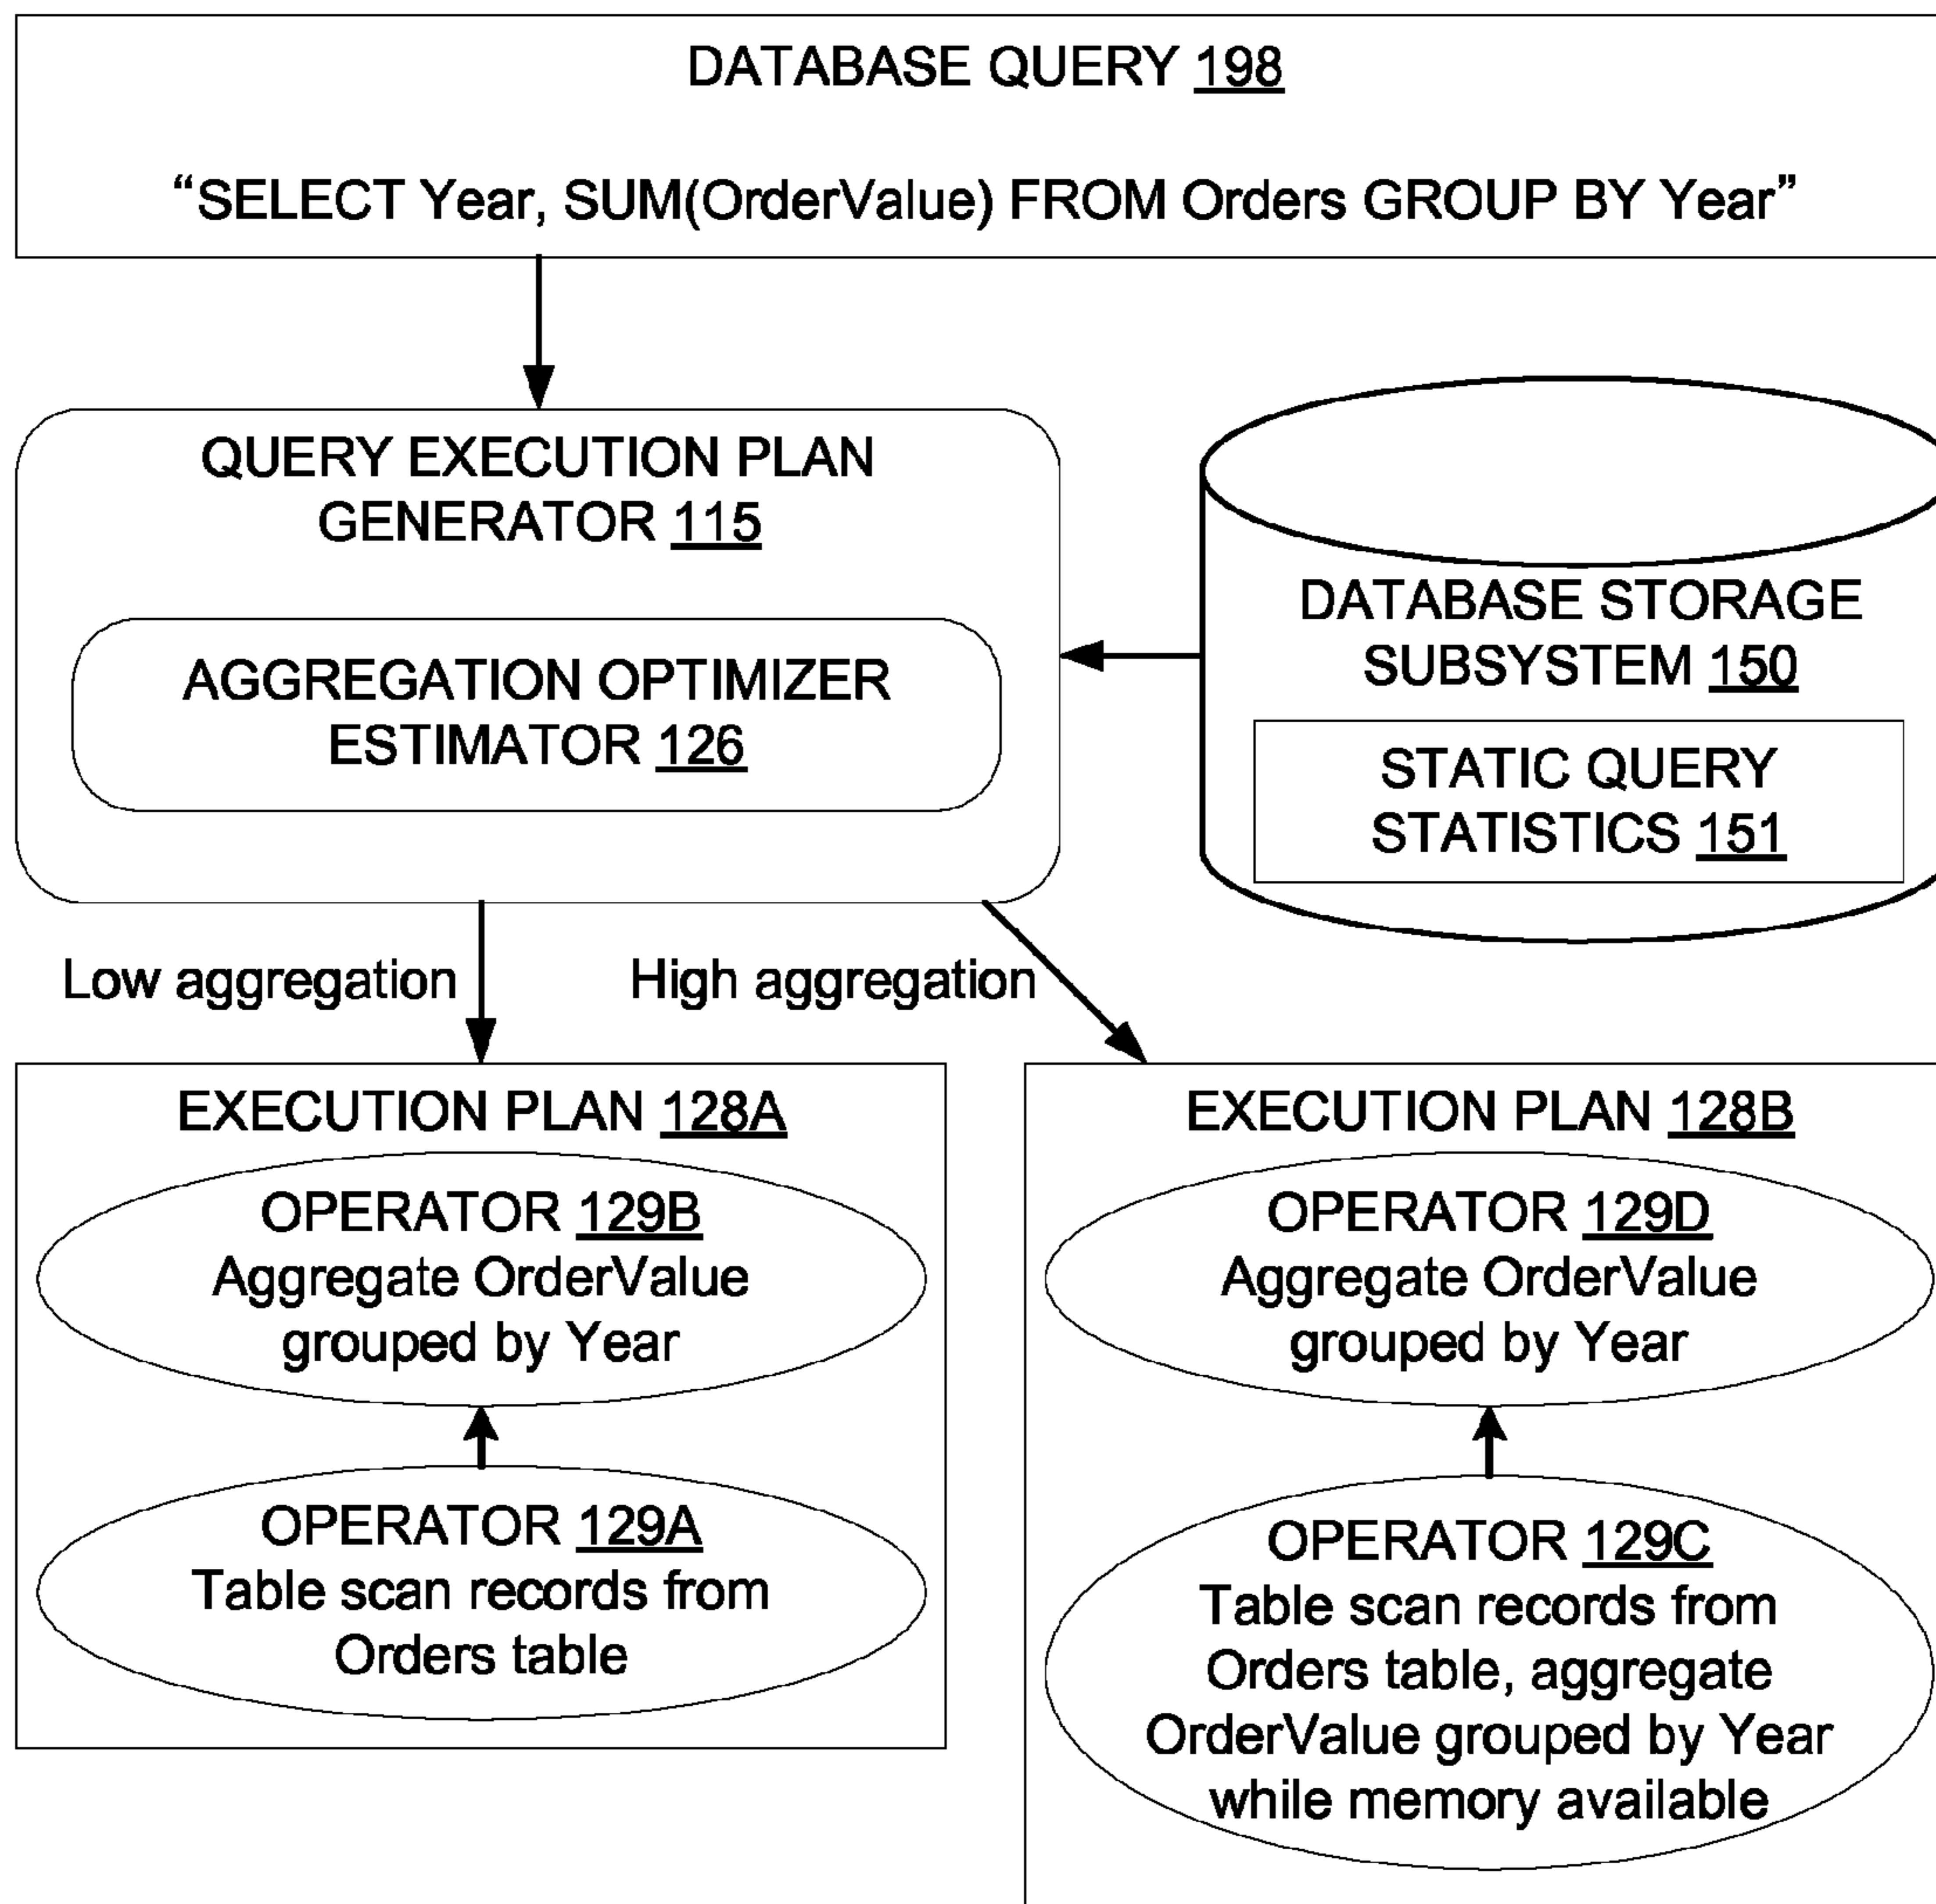 DATABASE QUERY 198
“SELECT Year, SUM(OrderValue) FROM Orders GROUP BY Year”
QUERY EXECUTION PLAN
GENERATOR 115
AGGREGATION OPTIMIZER
ESTIMATOR 126
DATABASE STORAGE
SUBSYSTEM 150
STATIC QUERY
STATISTICS 151
Low aggregation
High aggregation
EXECUTION PLAN 128A
OPERATOR 129B
Aggregate OrderValue
grouped by Year
OPERATOR 129A
Table scan records from
Orders table
EXECUTION PLAN 128B
OPERATOR 129D
Aggregate OrderValue
grouped by Year
OPERATOR 129C
Table scan records from
Orders table, aggregate
OrderValue grouped by Year
while memory available